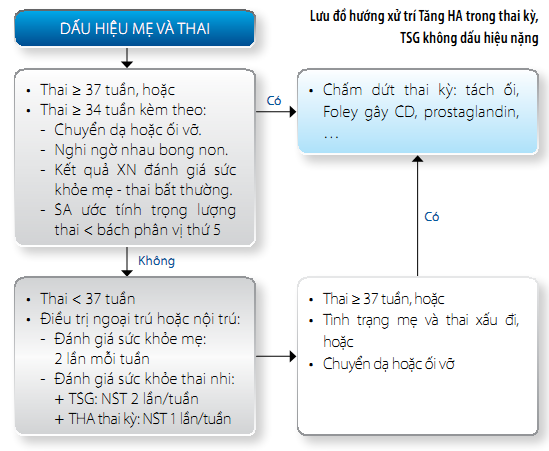 DẤU HIỆU MẸ VÀ THAI
Lưu đồ hướng xử trí Tăng HA trong thai kỳ,
TSG không dấu hiệu nặng
• Thai ≥ 37 tuần, hoặc
• Thai ≥ 34 tuần kèm theo:
- Chuyển dạ hoặc ối vỡ.
- Nghi ngờ nhau bong non.
- Kết quả XN đánh giá sức
khỏe mẹ - thai bất thường.
- SA ước tính trọng lượng
thai < bách phân vị thứ 5
Có
• Chấm dứt thai kỳ: tách ối,
Foley gây CD, prostaglandin,
…
Có
Không
• Thai < 37 tuần
• Điều trị ngoại trú hoặc nội trú:
- Đánh giá sức khỏe mẹ:
2 lần mỗi tuần
- Đánh giá sức khỏe thai nhi:
+ TSG: NST 2 lần/tuần
+ THA thai kỳ: NST 1 lần/tuần
• Thai ≥ 37 tuần, hoặc
• Tình trạng mẹ và thai xấu đi,
hoặc
• Chuyển dạ hoặc ối vỡ